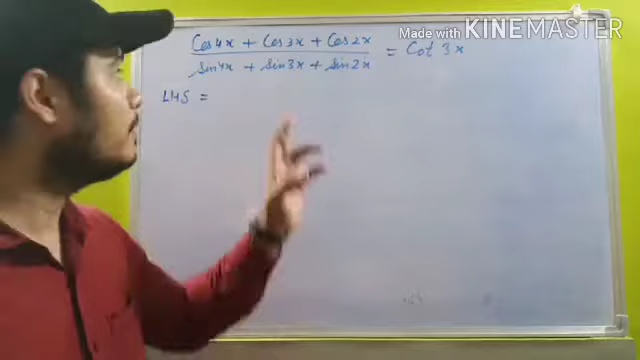 Made with KINEMASTER
Cos4x + Cos3x + Cos2x
= Cot 3x
Sin4x + Sin3x + Sin2x
LHS =